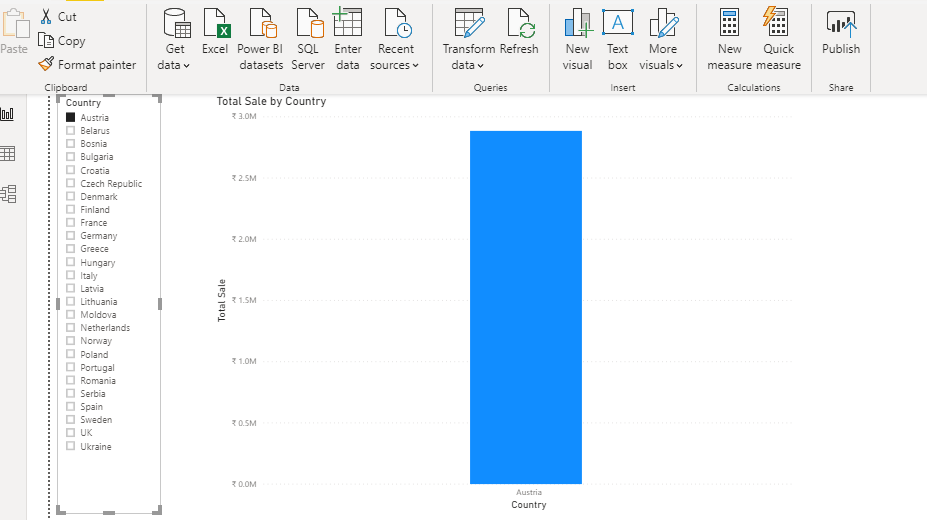 Paste
Cut
Copy
Format painter
Clipboard
Get data
Excel
Power BI datasets
SQL Server
Enter data
Recent sources
Data
Transform data
Refresh
Queries
New visual
Text box
More visuals
Insert
New measure
Quick measure
Calculations
Publish
Share
Country
Austria
Belarus
Bosnia
Bulgaria
Croatia
Czech Republic
Denmark
Finland
France
Germany
Greece
Hungary
Italy
Latvia
Lithuania
Moldova
Netherlands
Norway
Poland
Portugal
Romania
Serbia
Spain
Sweden
UK
Ukraine
Total Sale by Country
₹ 3.0M
₹ 2.5M
₹ 2.0M
₹ 1.5M
₹ 1.0M
₹ 0.5M
₹ 0.0M
Total Sale
Austria
Country